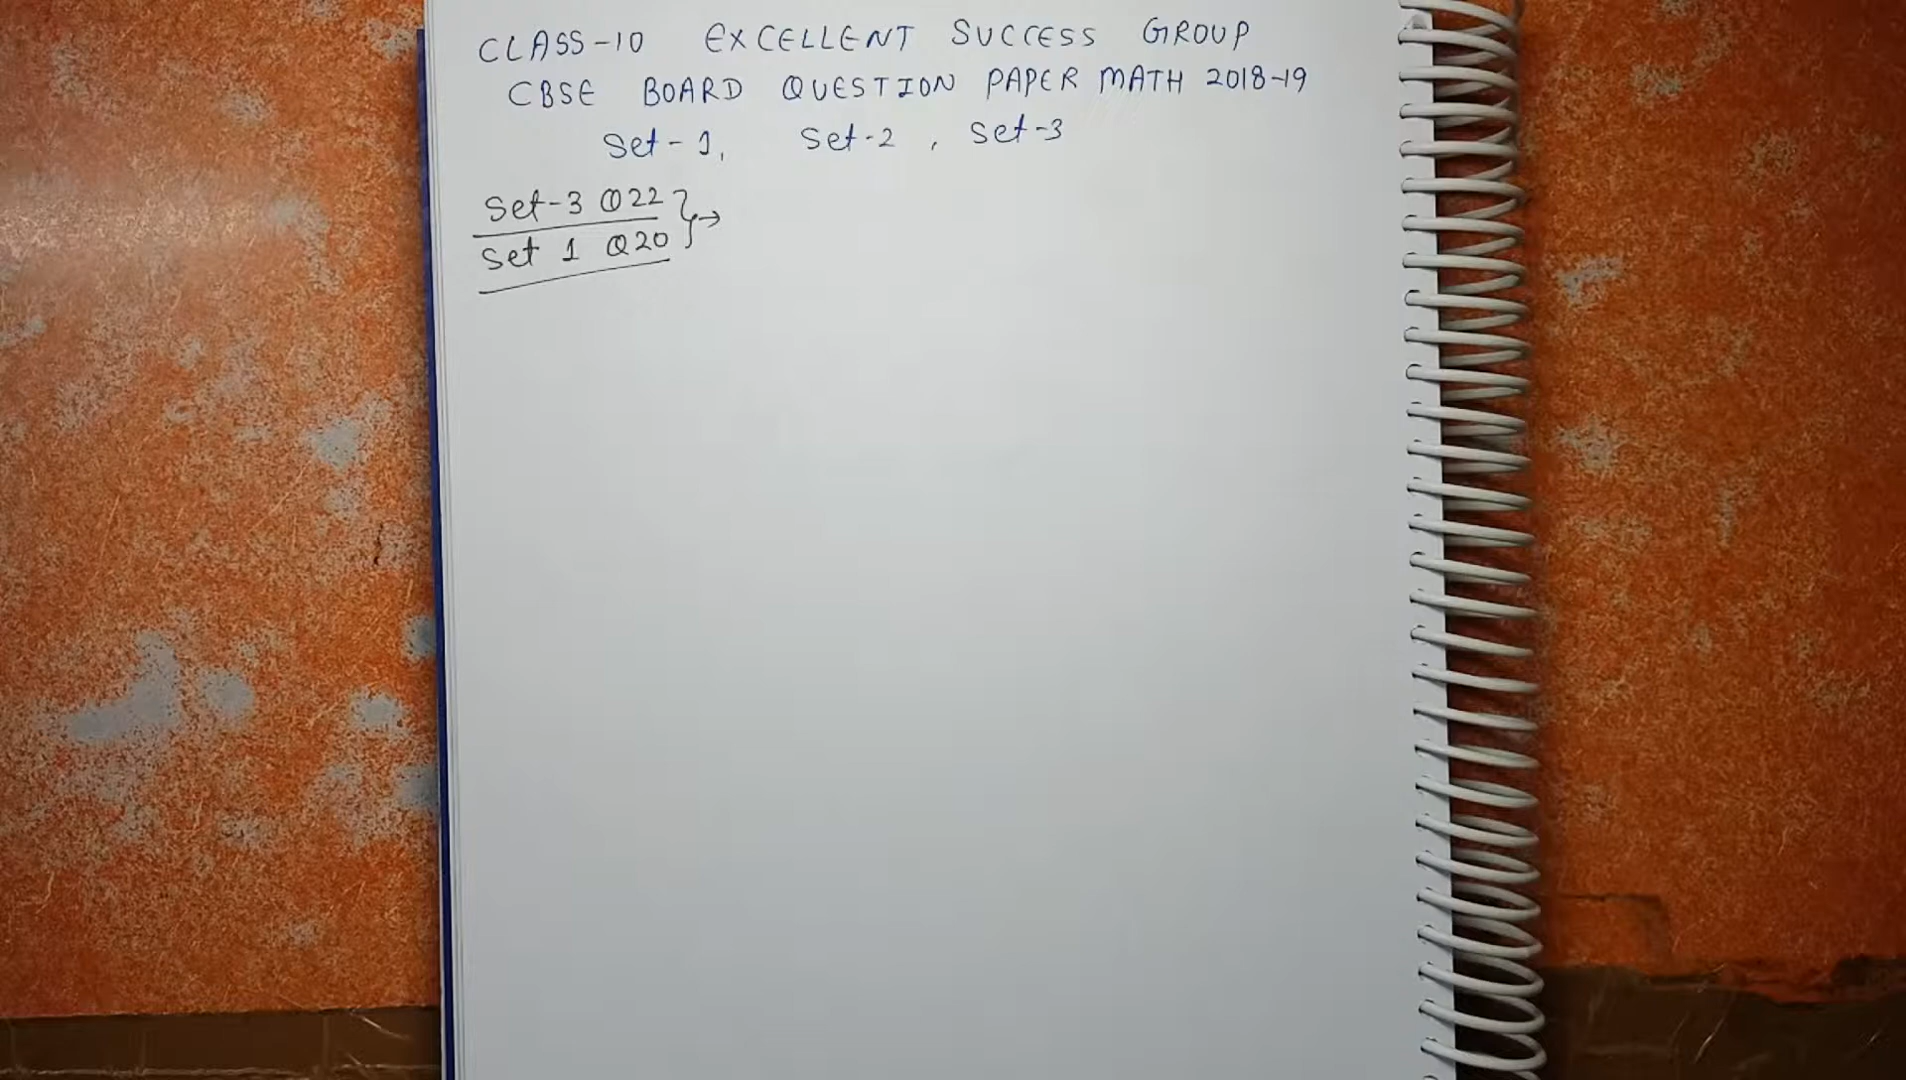 CLASS-10 EXCELLENT SUCCESS GROUP
CBSE BOARD QUESTION PAPER MATH 2018-19
Set-1, Set-2, Set-3
Set-3 Q22 } →
Set 1 Q20